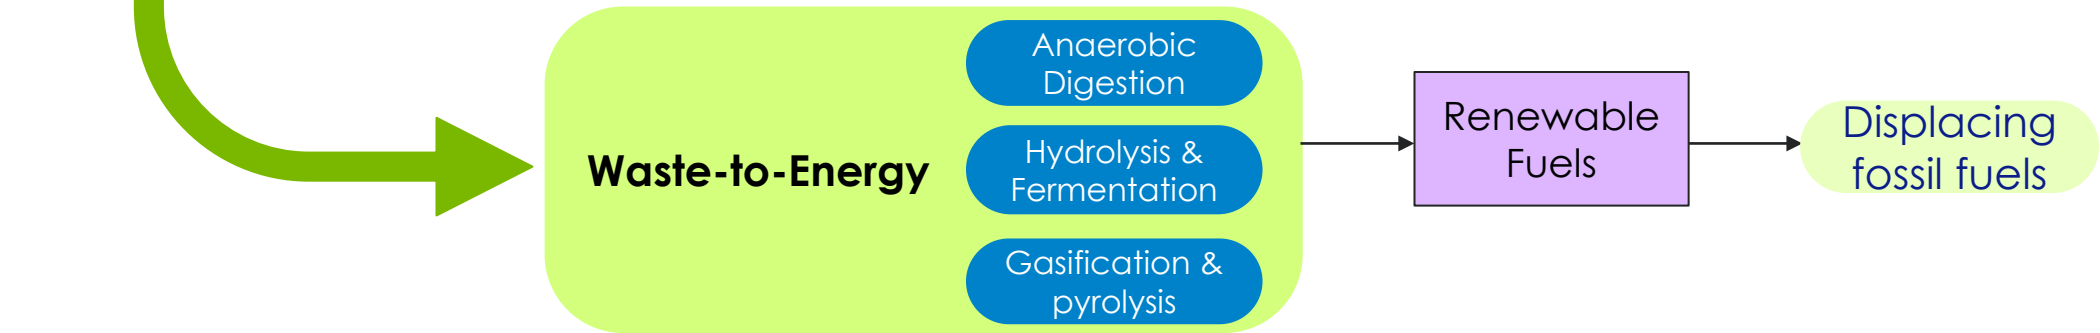 Anaerobic
Digestion
Waste-to-Energy
Hydrolysis &
Fermentation
Gasification &
pyrolysis
Renewable
Fuels
Displacing
fossil fuels